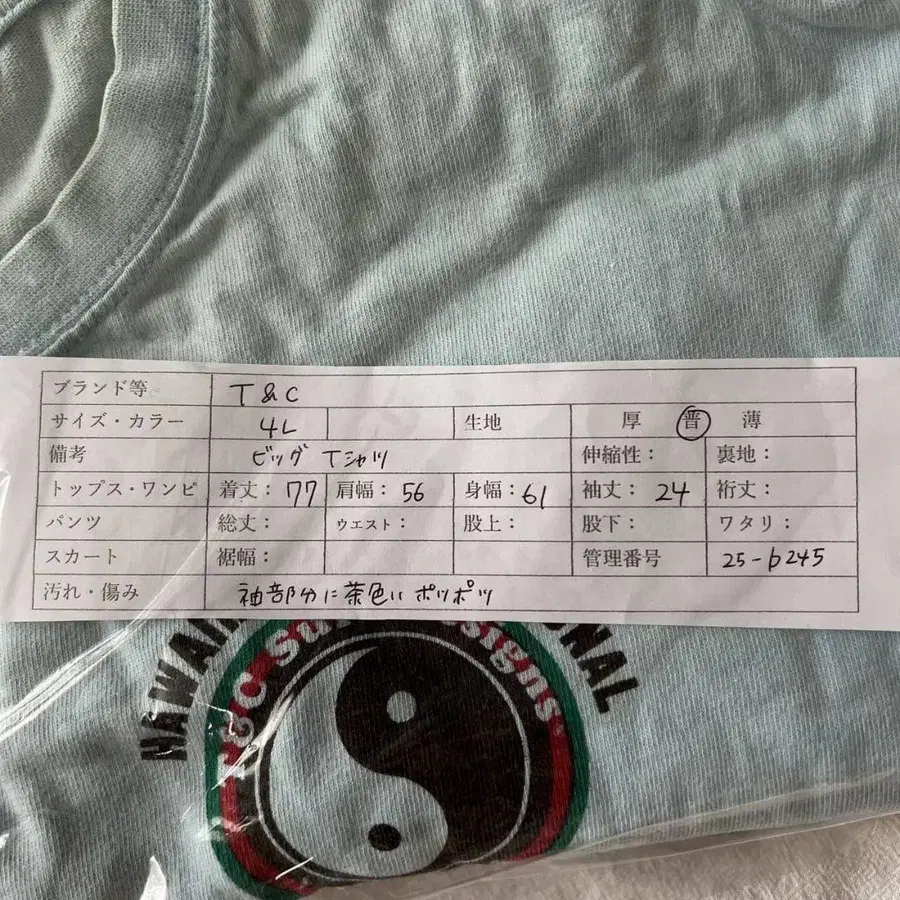 ブランド等 T&C
サイズ・カラー 4L 生地 厚 普 薄
備考 ビッグTシャツ 伸縮性： 裏地：
トップス・ワンピ 着丈：77 肩幅：56 身幅：61 袖丈：24 裄丈：
パンツ 総丈： ウエスト： 股上： 股下： ワタリ：
スカート 裾幅： 管理番号 25-6245
汚れ・傷み 袖部分に茶色いポツポツ
T&C Surf Designs